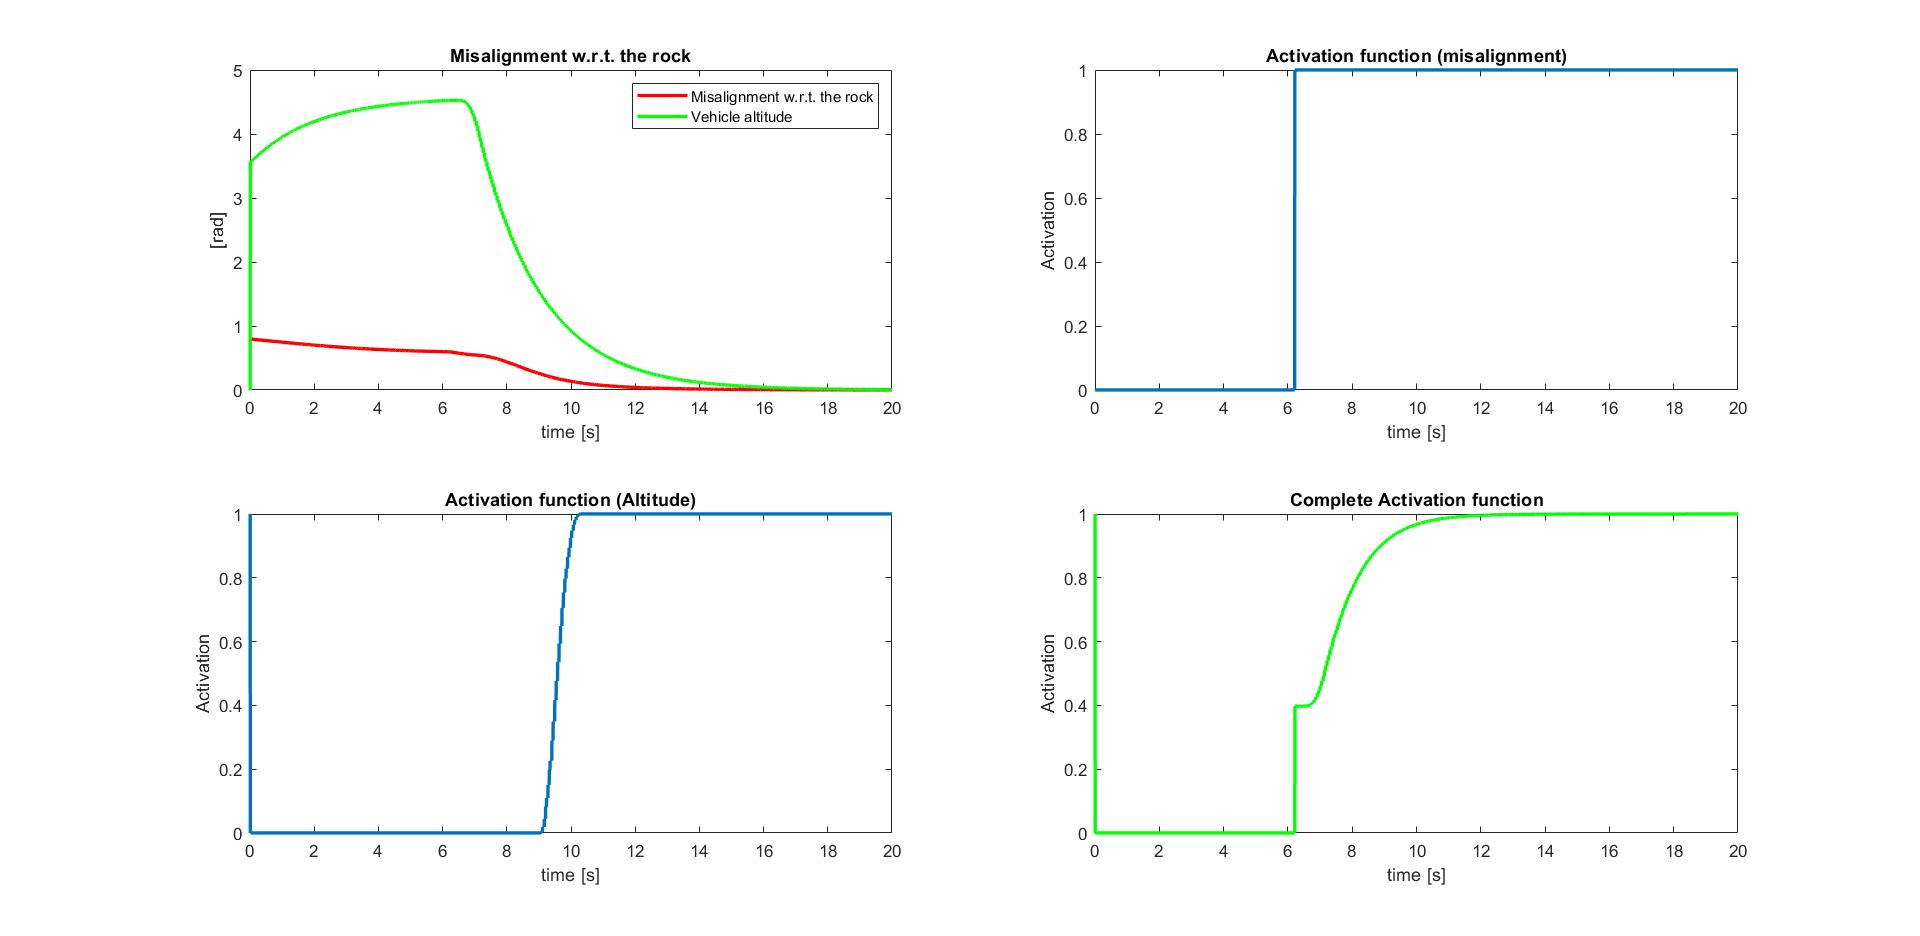 Misalignment w.r.t. the rock
5
4
3
2
1
0
[rad]
0 2 4 6 8 10 12 14 16 18 20
time [s]
Misalignment w.r.t. the rock
Vehicle altitude
Activation function (misalignment)
1
0.8
0.6
0.4
0.2
0
Activation
0 2 4 6 8 10 12 14 16 18 20
time [s]
Activation function (Altitude)
1
0.8
0.6
0.4
0.2
0
Activation
0 2 4 6 8 10 12 14 16 18 20
time [s]
Complete Activation function
1
0.8
0.6
0.4
0.2
0
Activation
0 2 4 6 8 10 12 14 16 18 20
time [s]